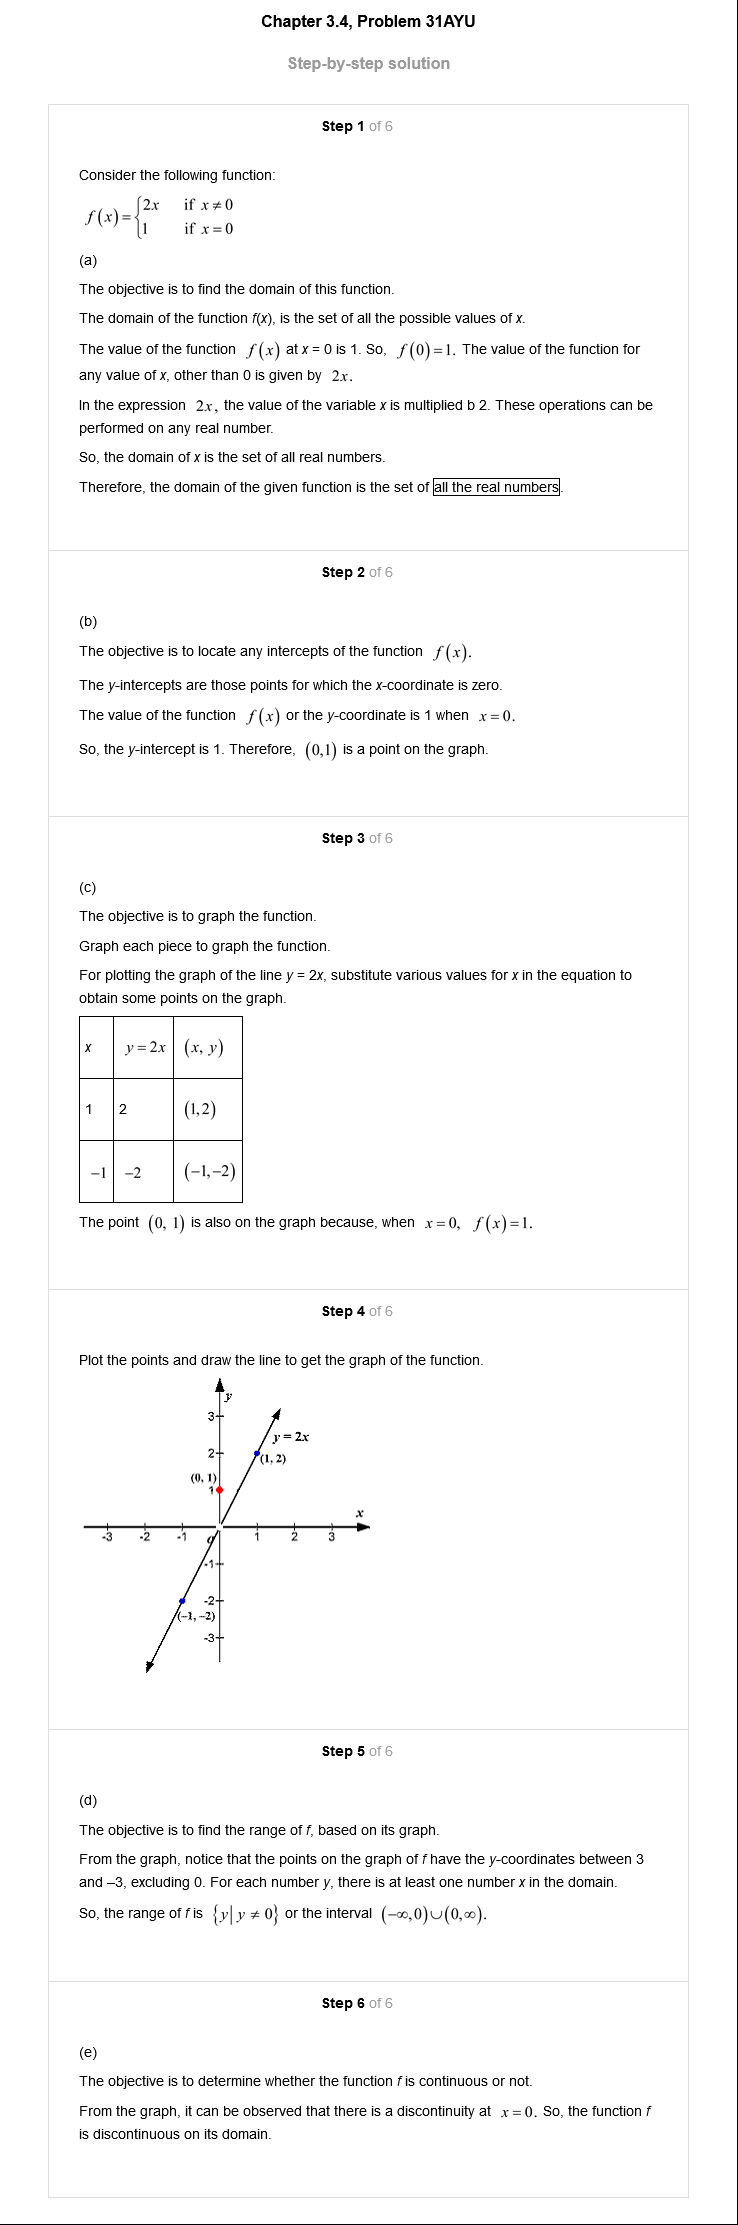 Chapter 3.4, Problem 31AYU
Step-by-step solution
Step 1 of 6
Consider the following function:
f(x)={2x if x≠0
1 if x=0
(a)
The objective is to find the domain of this function.
The domain of the function f(x), is the set of all the possible values of x.
The value of the function f(x) at x = 0 is 1. So, f(0)=1. The value of the function for
any value of x, other than 0 is given by 2x.
In the expression 2x, the value of the variable x is multiplied b 2. These operations can be
performed on any real number.
So, the domain of x is the set of all real numbers.
Therefore, the domain of the given function is the set of all the real numbers.
Step 2 of 6
(b)
The objective is to locate any intercepts of the function f(x).
The y-intercepts are those points for which the x-coordinate is zero.
The value of the function f(x) or the y-coordinate is 1 when x=0.
So, the y-intercept is 1. Therefore, (0,1) is a point on the graph.
Step 3 of 6
(c)
The objective is to graph the function.
Graph each piece to graph the function.
For plotting the graph of the line y = 2x, substitute various values for x in the equation to
obtain some points on the graph.
x y=2x (x, y)
1 2 (1,2)
−1 −2 (−1,−2)
The point (0, 1) is also on the graph because, when x=0, f(x)=1.
Step 4 of 6
Plot the points and draw the line to get the graph of the function.
y
3
y = 2x
2
(1, 2)
(0, 1)
1
x
-3 -2 -1 O 1 2 3
-1
-2
(−1, −2)
-3
Step 5 of 6
(d)
The objective is to find the range of f, based on its graph.
From the graph, notice that the points on the graph of f have the y-coordinates between 3
and –3, excluding 0. For each number y, there is at least one number x in the domain.
So, the range of f is {y| y ≠ 0} or the interval (−∞,0)∪(0,∞).
Step 6 of 6
(e)
The objective is to determine whether the function f is continuous or not.
From the graph, it can be observed that there is a discontinuity at x=0. So, the function f
is discontinuous on its domain.